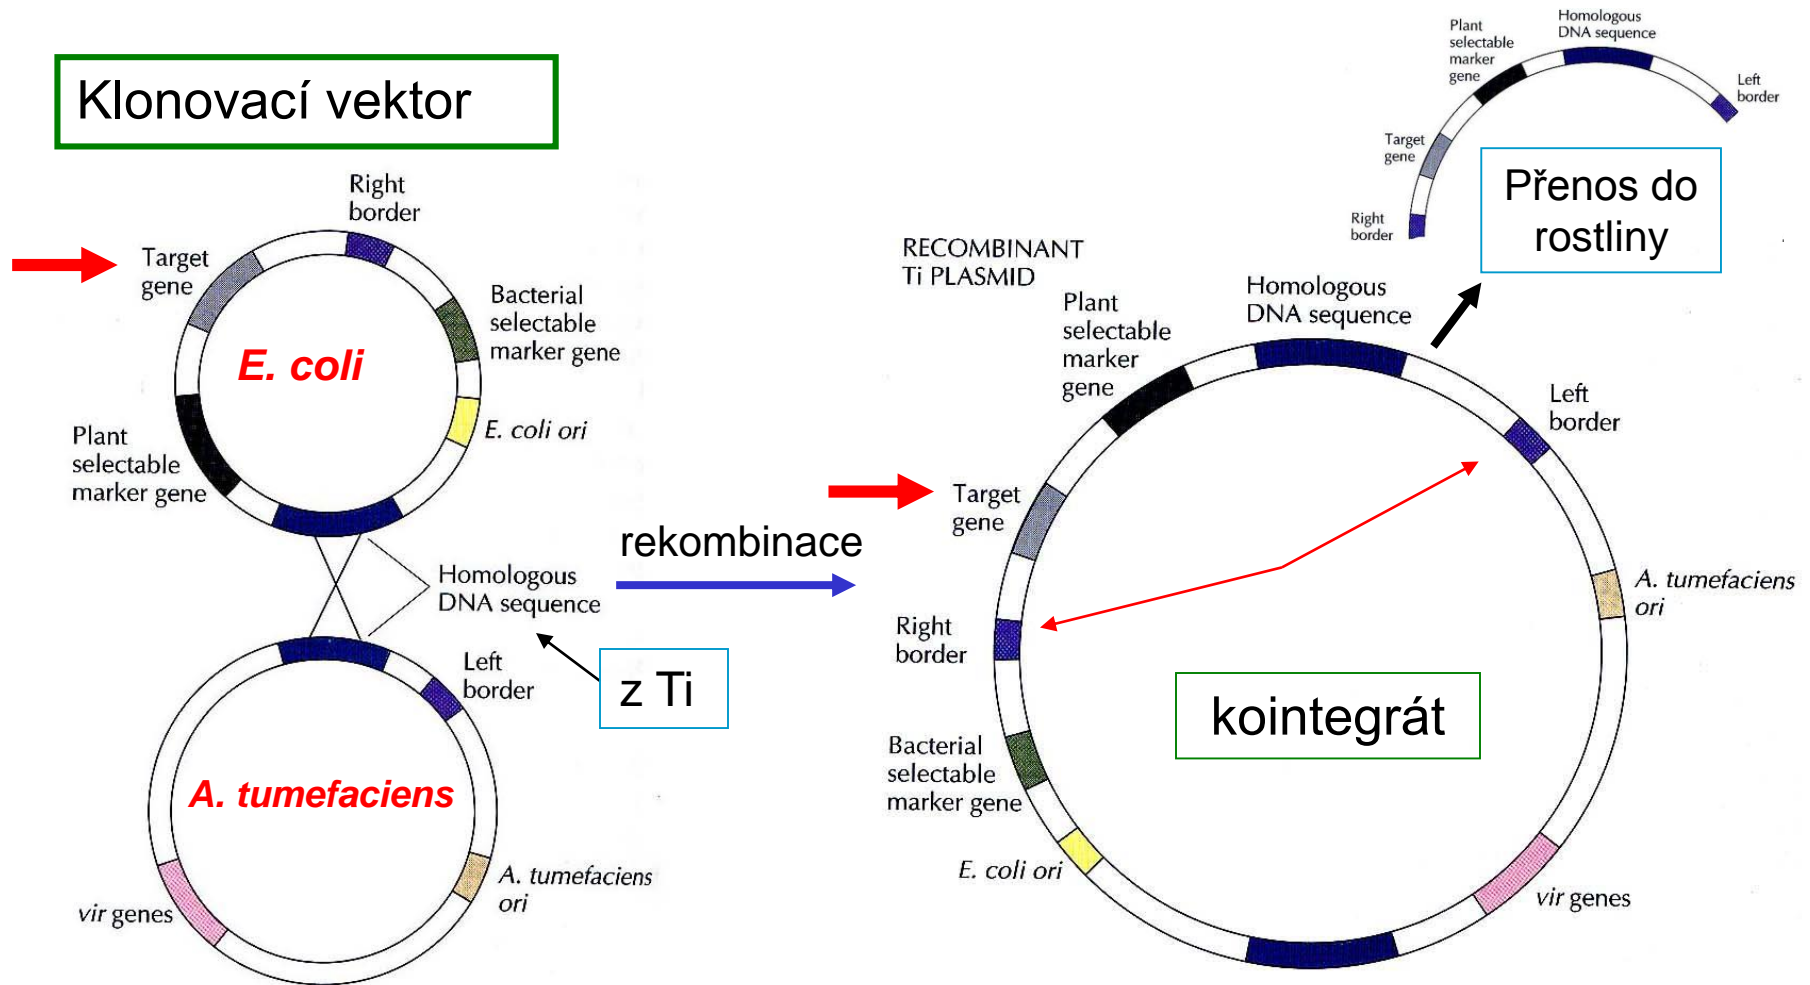 Klonovací vektor
Right
border
Target
gene
Bacterial
selectable
marker gene
E. coli
E. coli ori
Plant
selectable
marker gene
Homologous
DNA sequence
z Ti
Left
border
A. tumefaciens
A. tumefaciens
ori
vir genes
rekombinace
RECOMBINANT
Ti PLASMID
Plant
selectable
marker
gene
Homologous
DNA sequence
Left
border
Target
gene
Right
border
A. tumefaciens
ori
kointegrát
Bacterial
selectable
marker gene
E. coli ori
vir genes
Plant
selectable
marker
gene
Homologous
DNA sequence
Left
border
Target
gene
Right
border
Přenos do
rostliny